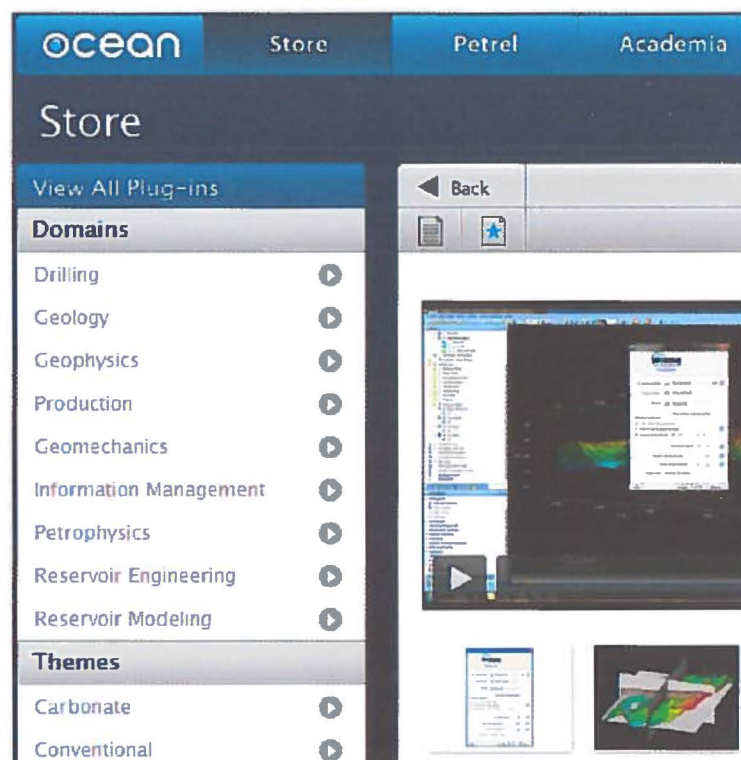 ocean
Store
Petrel
Academia
Store
View All Plug-ins
Domains
Drilling
Geology
Geophysics
Production
Geomechanics
Information Management
Petrophysics
Reservoir Engineering
Reservoir Modeling
Themes
Carbonate
Conventional
Back